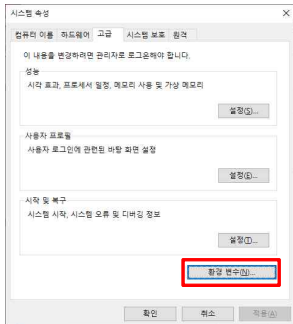 시스템 속성
컴퓨터 이름 하드웨어 고급 시스템 보호 원격
이 내용을 변경하려면 관리자로 로그온해야 합니다.
성능
시각 효과, 프로세서 일정, 메모리 사용 및 가상 메모리
설정(S)...
사용자 프로필
사용자 로그인에 관련된 바탕 화면 설정
설정(E)...
시작 및 복구
시스템 시작, 시스템 오류 및 디버깅 정보
설정(T)...
환경 변수(N)...
확인 취소 적용(A)